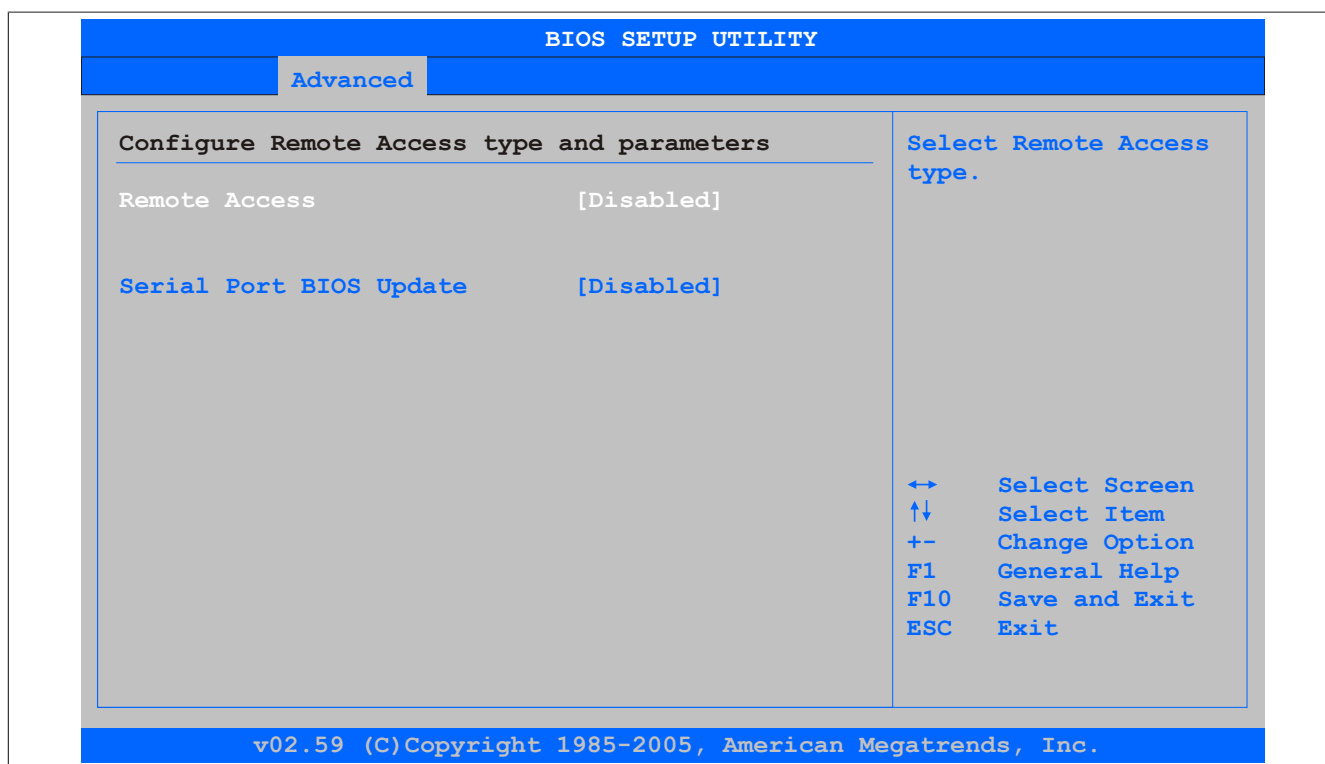 BIOS SETUP UTILITY
Advanced
Configure Remote Access type and parameters
Remote Access [Disabled]
Serial Port BIOS Update [Disabled]
Select Remote Access
type.
↔ Select Screen
↑↓ Select Item
+- Change Option
F1 General Help
F10 Save and Exit
ESC Exit
v02.59 (C)Copyright 1985-2005, American Megatrends, Inc.